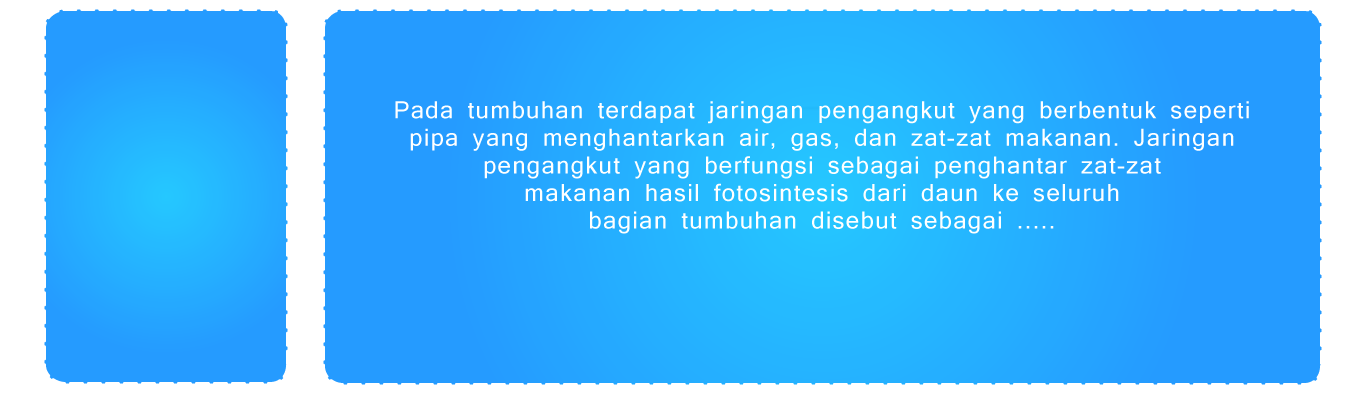 Pada tumbuhan terdapat jaringan pengangkut yang berbentuk seperti
pipa yang menghantarkan air, gas, dan zat-zat makanan. Jaringan
pengangkut yang berfungsi sebagai penghantar zat-zat
makanan hasil fotosintesis dari daun ke seluruh
bagian tumbuhan disebut sebagai .....